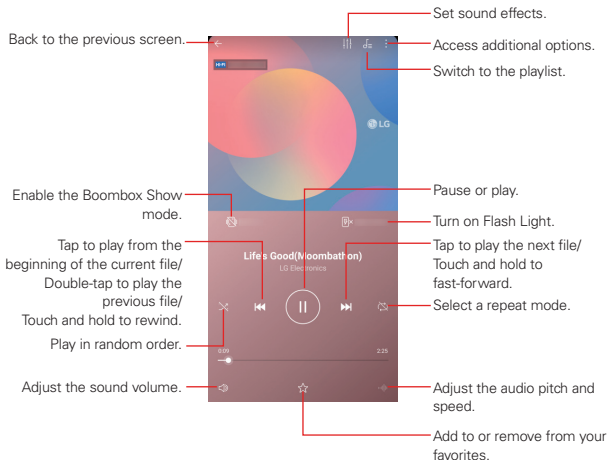 Set sound effects.
Back to the previous screen.
Access additional options.
Switch to the playlist.
HI-FI
LG
Enable the Boombox Show
mode.
Pause or play.
Turn on Flash Light.
Tap to play from the
beginning of the current file/
Double-tap to play the
previous file/
Touch and hold to rewind.
Life's Good(Moombathon)
LG Electronics
Tap to play the next file/
Touch and hold to
fast-forward.
Select a repeat mode.
Play in random order.
0:09
2:25
Adjust the sound volume.
Adjust the audio pitch and
speed.
Add to or remove from your
favorites.